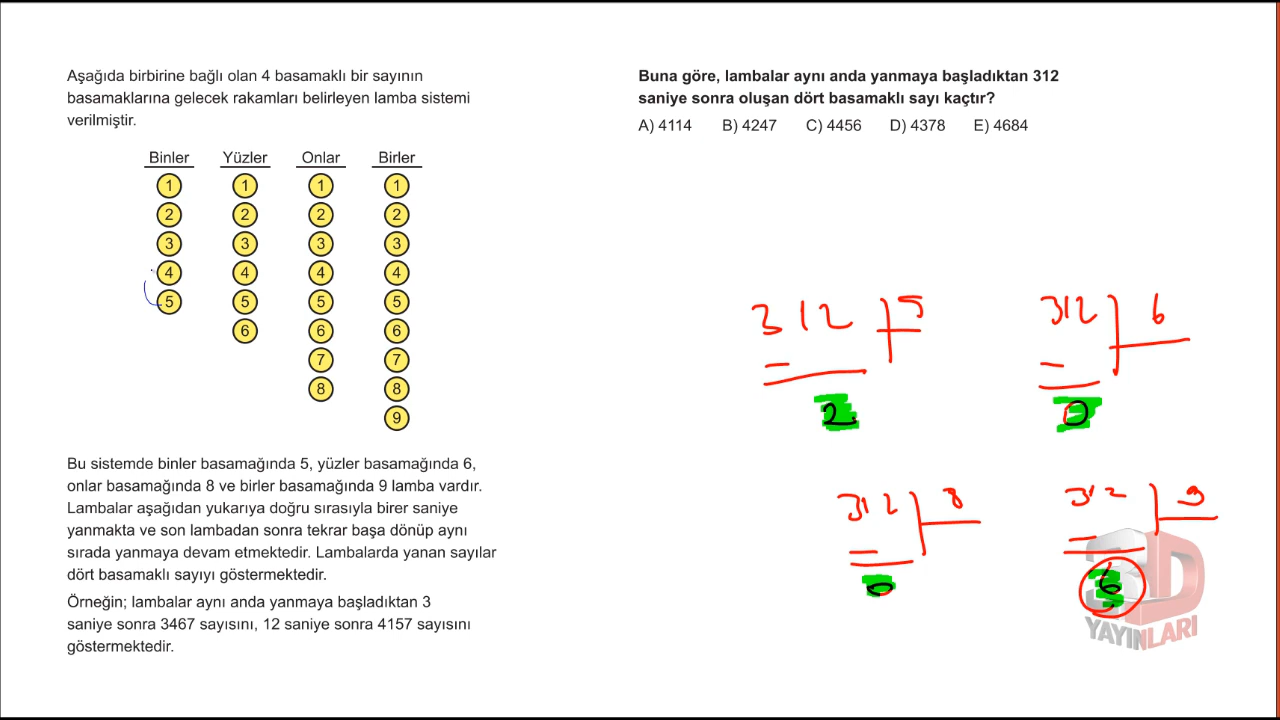 Aşağıda birbirine bağlı olan 4 basamaklı bir sayının
basamaklarına gelecek rakamları belirleyen lamba sistemi
verilmiştir.
Binler Yüzler Onlar Birler
1 1 1 1
2 2 2 2
3 3 3 3
4 4 4 4
5 5 5 5
6 6 6
7 7
8 8
9
Bu sistemde binler basamağında 5, yüzler basamağında 6,
onlar basamağında 8 ve birler basamağında 9 lamba vardır.
Lambalar aşağıdan yukarıya doğru sırasıyla birer saniye
yanmakta ve son lambadan sonra tekrar başa dönüp aynı
sırada yanmaya devam etmektedir. Lambalarda yanan sayılar
dört basamaklı sayıyı göstermektedir.
Örneğin; lambalar aynı anda yanmaya başladıktan 3
saniye sonra 3467 sayısını, 12 saniye sonra 4157 sayısını
göstermektedir.
Buna göre, lambalar aynı anda yanmaya başladıktan 312
saniye sonra oluşan dört basamaklı sayı kaçtır?
A) 4114 B) 4247 C) 4456 D) 4378 E) 4684
312 5
2
312 6
0
312 8
0
312 9
6
3D
YAYINLARI